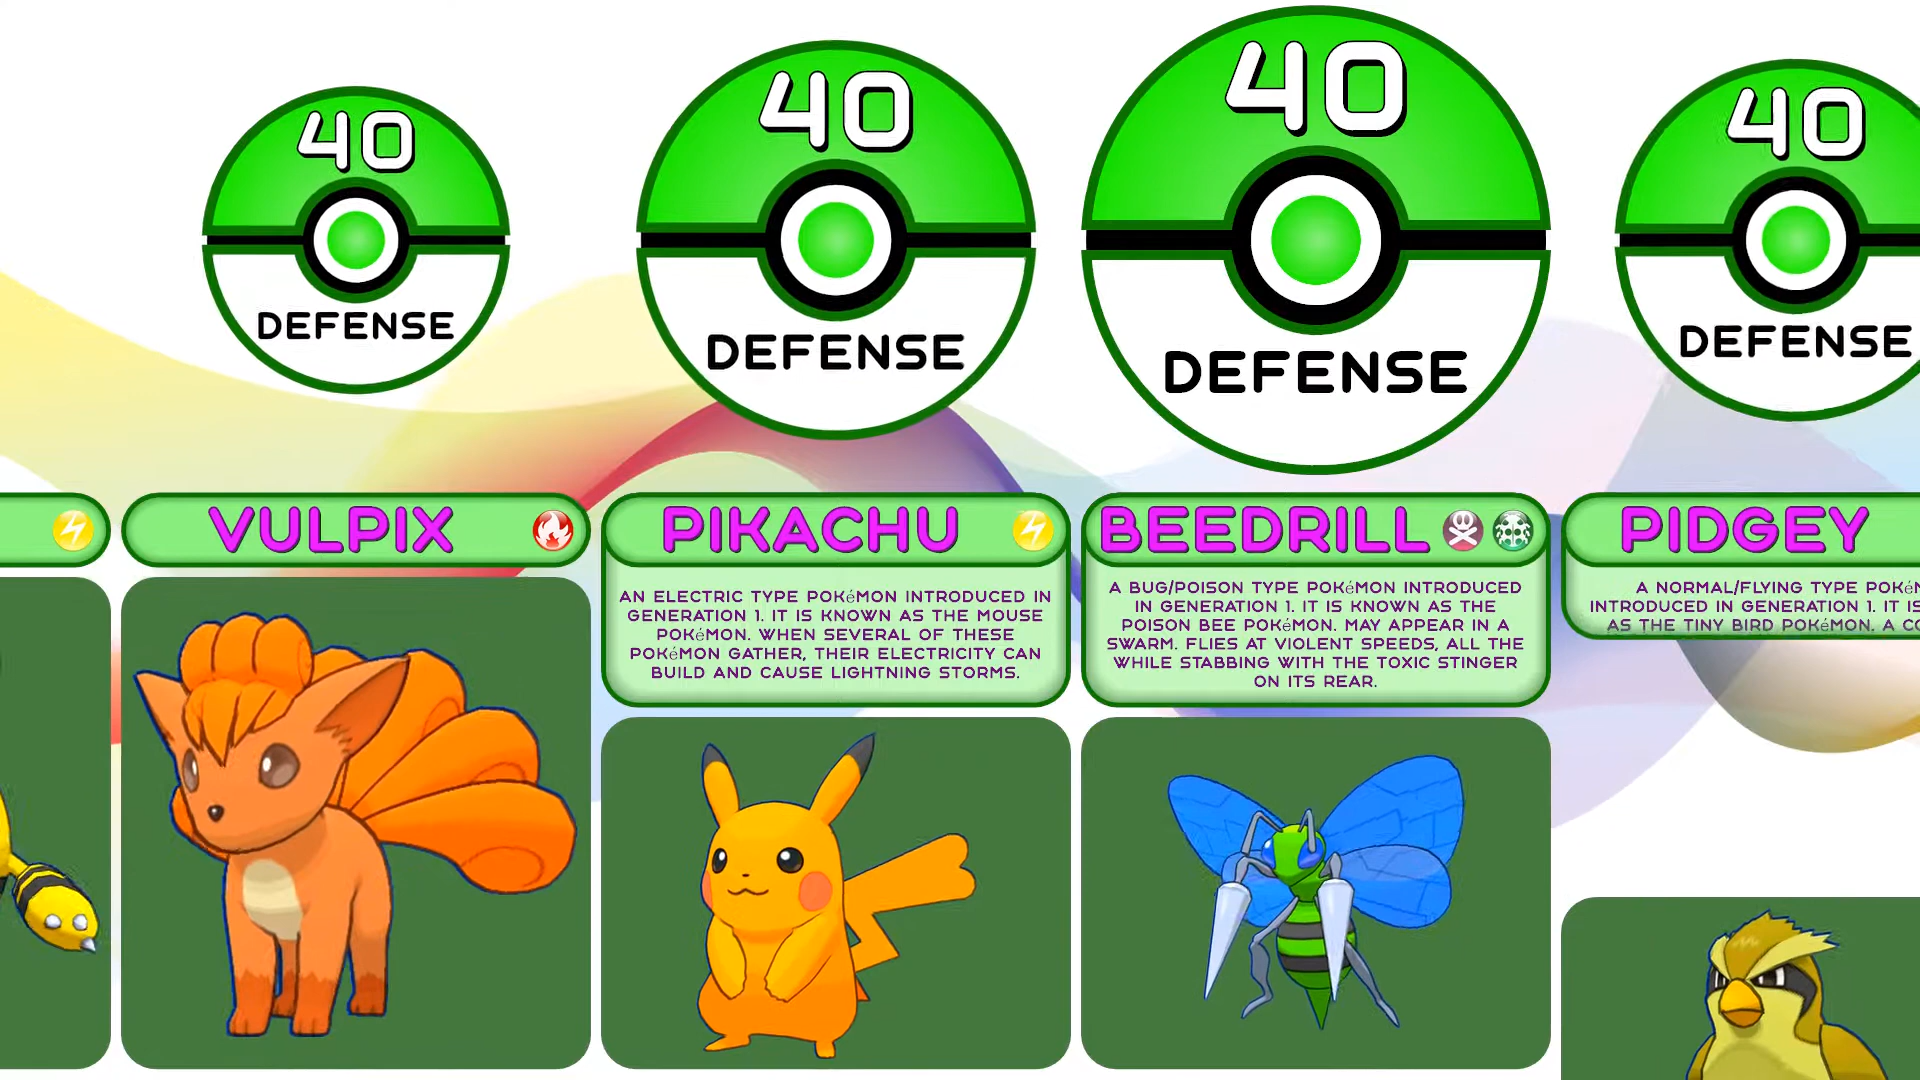 40
DEFENSE
40
DEFENSE
40
DEFENSE
40
DEFENSE
VULPIX
PIKACHU
AN ELECTRIC TYPE POKéMON INTRODUCED IN
GENERATION 1. IT IS KNOWN AS THE MOUSE
POKéMON. WHEN SEVERAL OF THESE
POKéMON GATHER, THEIR ELECTRICITY CAN
BUILD AND CAUSE LIGHTNING STORMS.
BEEDRILL
A BUG/POISON TYPE POKéMON INTRODUCED
IN GENERATION 1. IT IS KNOWN AS THE
POISON BEE POKéMON. MAY APPEAR IN A
SWARM. FLIES AT VIOLENT SPEEDS, ALL THE
WHILE STABBING WITH THE TOXIC STINGER
ON ITS REAR.
PIDGEY
A NORMAL/FLYING TYPE
INTRODUCED IN GENERATION 1. IT IS
AS THE TINY BIRD POKéMON. A